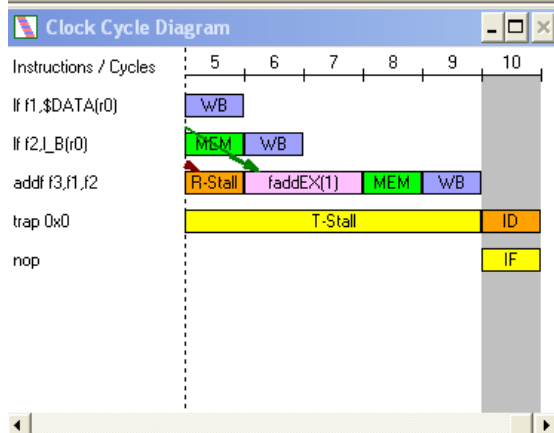 Clock Cycle Diagram
Instructions / Cycles 5 6 7 8 9 10
lf f1,$DATA(r0) WB
lf f2,l_B(r0) MEM WB
addf f3,f1,f2 R-Stall faddEX(1) MEM WB
trap 0x0 T-Stall ID
nop IF